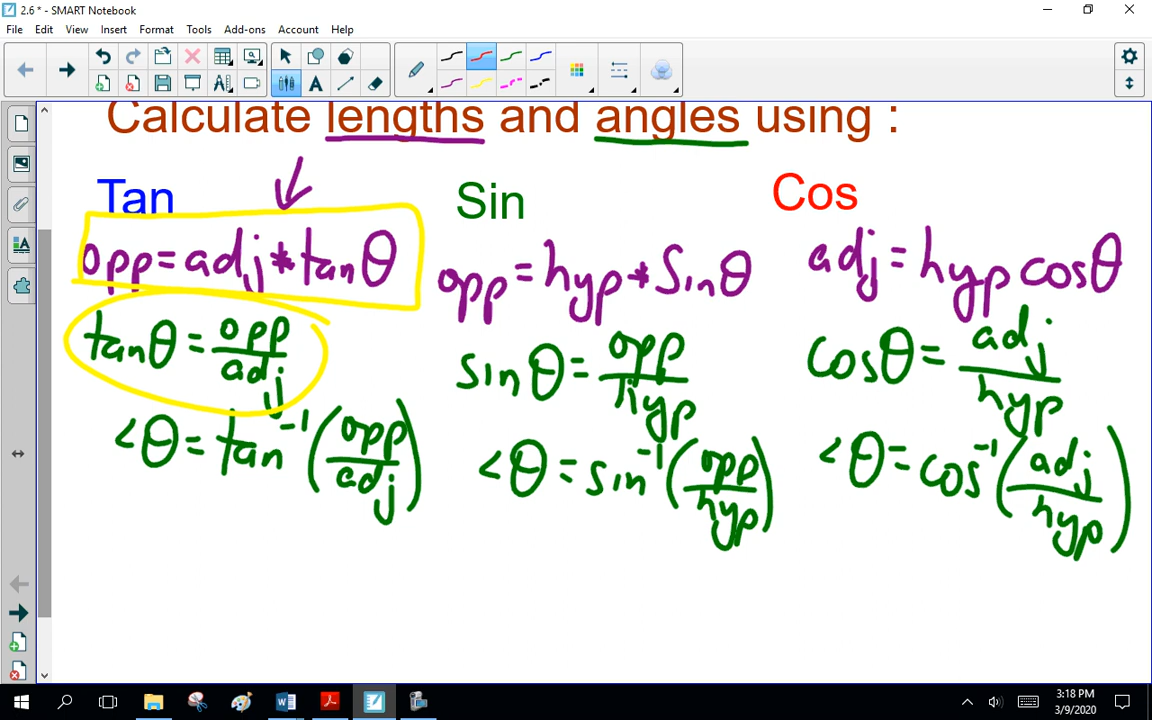 2.6 * - SMART Notebook
File Edit View Insert Format Tools Add-ons Account Help
Calculate lengths and angles using :
Tan
opp = adj * tanθ
tanθ = opp/adj
<θ = tan⁻¹(opp/adj)
Sin
opp = hyp * Sinθ
sinθ = opp/hyp
<θ = sin⁻¹(opp/hyp)
Cos
adj = hyp cosθ
cosθ = adj/hyp
<θ = cos⁻¹(adj/hyp)
3:18 PM
3/9/2020